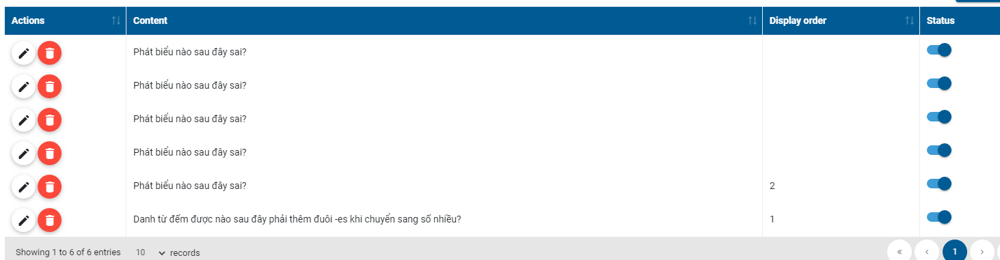 Actions Content Display order Status
Phát biểu nào sau đây sai?
Phát biểu nào sau đây sai?
Phát biểu nào sau đây sai?
Phát biểu nào sau đây sai?
Phát biểu nào sau đây sai? 2
Danh từ đếm được nào sau đây phải thêm đuôi -es khi chuyển sang số nhiều? 1
Showing 1 to 6 of 6 entries 10 records « ‹ 1 ›